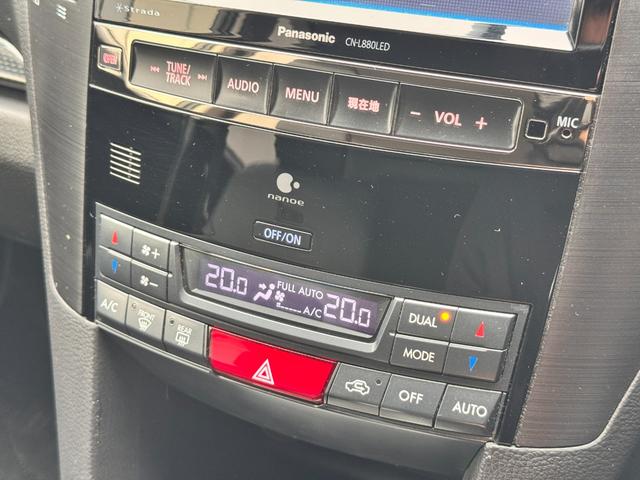 Strada
Panasonic
CN-L880LED
OPEN
TUNE/
TRACK
AUDIO
MENU
現在地
− VOL +
MIC
nanoe
OFF/ON
20.0
FULL AUTO
A/C
20.0
DUAL
MODE
A/C
FRONT
REAR
OFF
AUTO